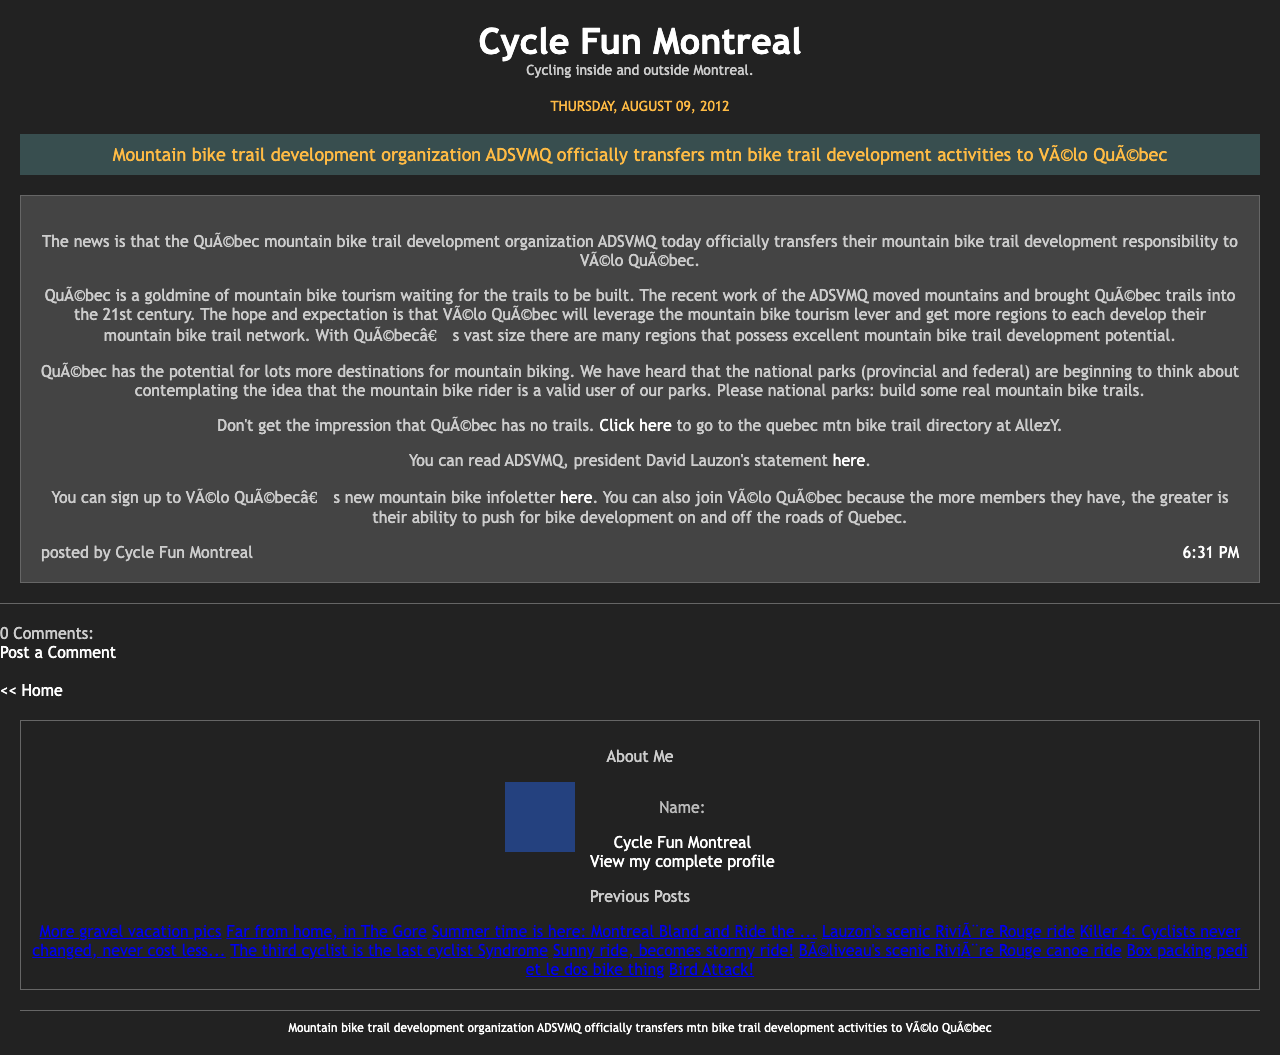 Cycle Fun Montreal
Cycling inside and outside Montreal.
THURSDAY, AUGUST 09, 2012
Mountain bike trail development organization ADSVMQ officially transfers mtn bike trail development activities to VÃ©lo QuÃ©bec
The news is that the QuÃ©bec mountain bike trail development organization ADSVMQ today officially transfers their mountain bike trail development responsibility to
VÃ©lo QuÃ©bec.
QuÃ©bec is a goldmine of mountain bike tourism waiting for the trails to be built. The recent work of the ADSVMQ moved mountains and brought QuÃ©bec trails into
the 21st century. The hope and expectation is that VÃ©lo QuÃ©bec will leverage the mountain bike tourism lever and get more regions to each develop their
mountain bike trail network. With QuÃ©becâ€ s vast size there are many regions that possess excellent mountain bike trail development potential.
QuÃ©bec has the potential for lots more destinations for mountain biking. We have heard that the national parks (provincial and federal) are beginning to think about
contemplating the idea that the mountain bike rider is a valid user of our parks. Please national parks: build some real mountain bike trails.
Don't get the impression that QuÃ©bec has no trails. Click here to go to the quebec mtn bike trail directory at AllezY.
You can read ADSVMQ, president David Lauzon's statement here.
You can sign up to VÃ©lo QuÃ©becâ€ s new mountain bike infoletter here. You can also join VÃ©lo QuÃ©bec because the more members they have, the greater is
their ability to push for bike development on and off the roads of Quebec.
posted by Cycle Fun Montreal 6:31 PM
0 Comments:
Post a Comment
<< Home
About Me
Name:
Cycle Fun Montreal
View my complete profile
Previous Posts
More gravel vacation pics Far from home, in The Gore Summer time is here: Montreal Bland and Ride the ... Lauzon's scenic RiviÃ¨re Rouge ride Killer 4: Cyclists never
changed, never cost less... The third cyclist is the last cyclist Syndrome Sunny ride, becomes stormy ride! BÃ©liveau's scenic RiviÃ¨re Rouge canoe ride Box packing pedi
et le dos bike thing Bird Attack!
Mountain bike trail development organization ADSVMQ officially transfers mtn bike trail development activities to VÃ©lo QuÃ©bec